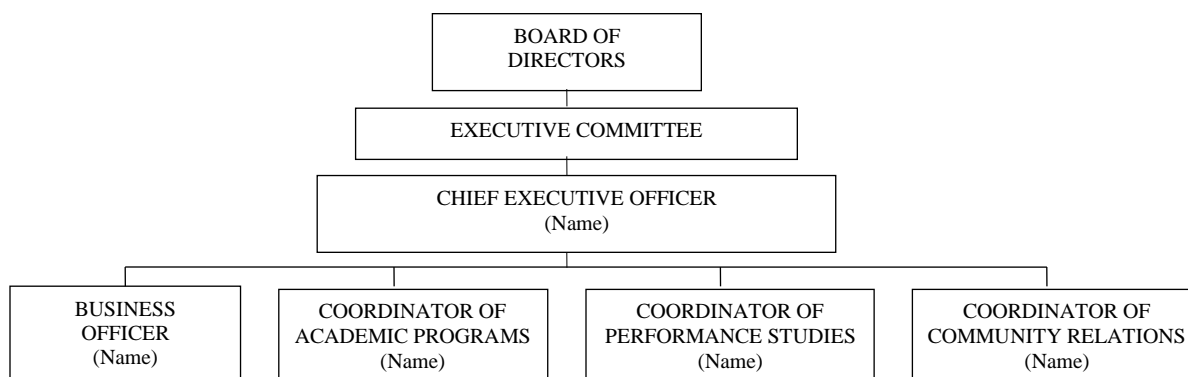 BOARD OF
DIRECTORS
EXECUTIVE COMMITTEE
CHIEF EXECUTIVE OFFICER
(Name)
BUSINESS
OFFICER
(Name)
COORDINATOR OF
ACADEMIC PROGRAMS
(Name)
COORDINATOR OF
PERFORMANCE STUDIES
(Name)
COORDINATOR OF
COMMUNITY RELATIONS
(Name)